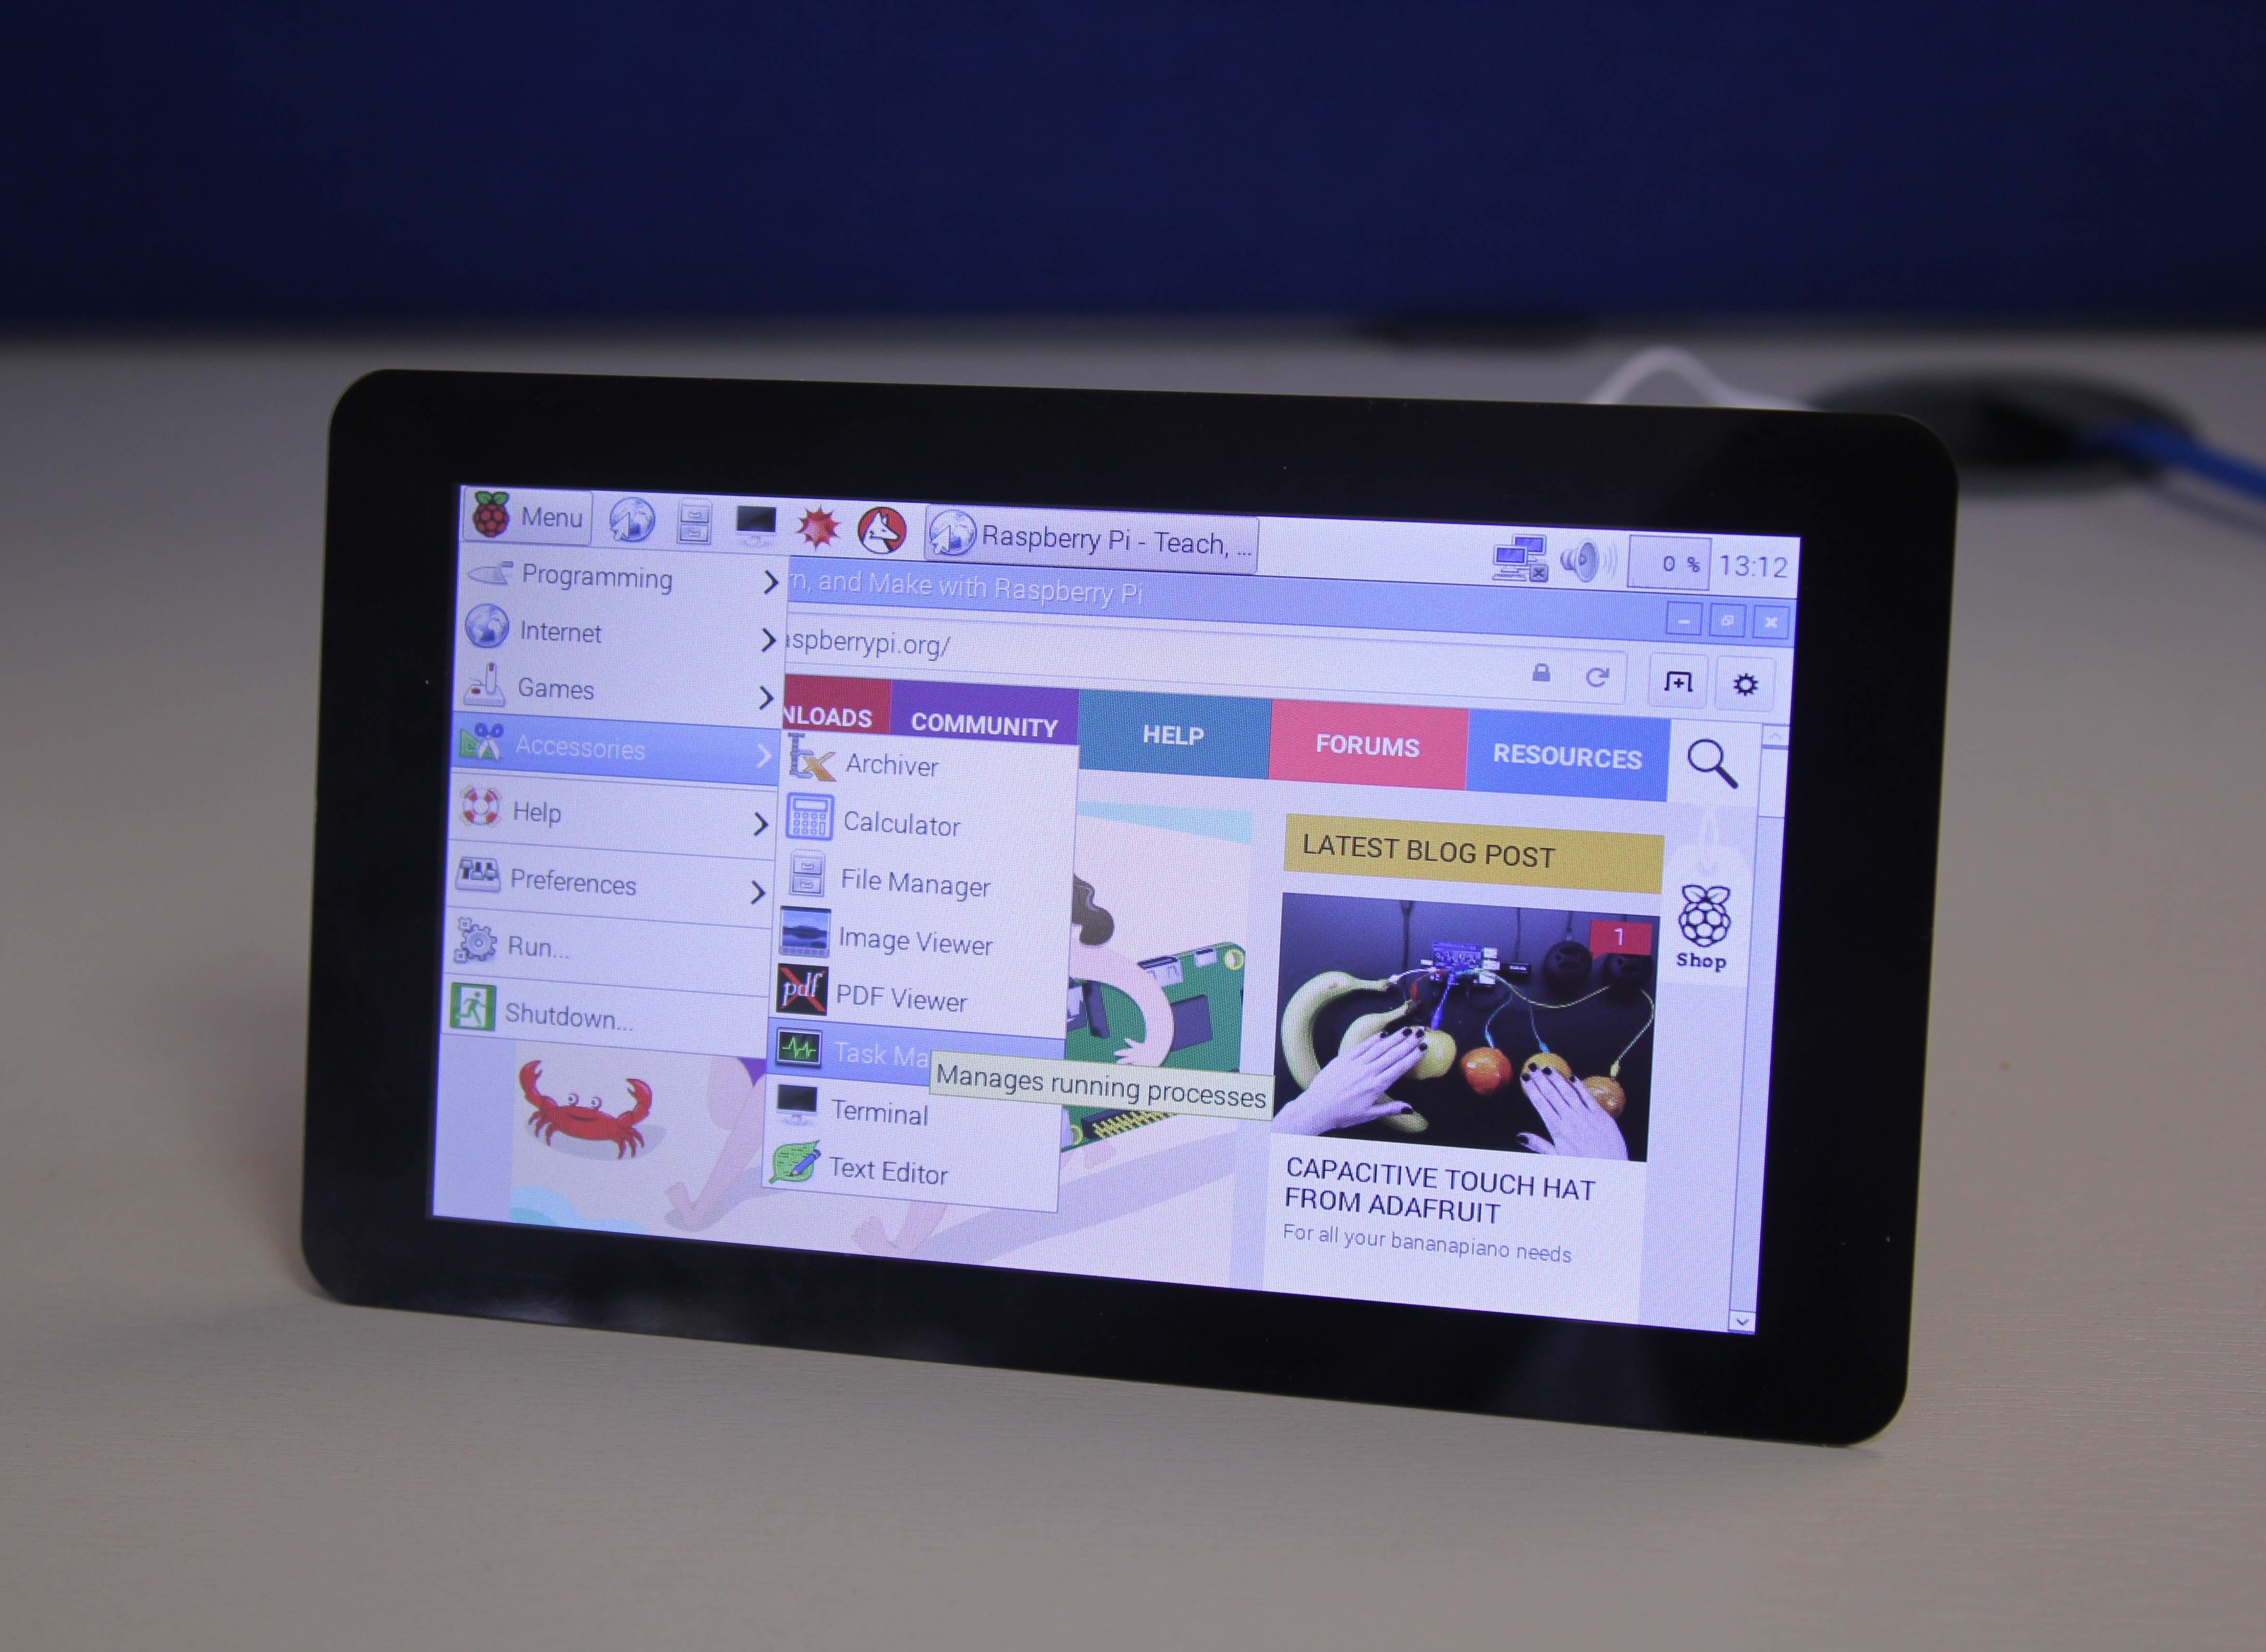 Menu
Raspberry Pi - Teach, ...
0 %
13:12
rn, and Make with Raspberry Pi
aspberrypi.org/
NLOADS
COMMUNITY
HELP
FORUMS
RESOURCES
Programming
Internet
Games
Accessories
Help
Preferences
Run...
Shutdown...
Archiver
Calculator
File Manager
Image Viewer
pdf
PDF Viewer
Task Ma
Manages running processes
Terminal
Text Editor
LATEST BLOG POST
1
Shop
CAPACITIVE TOUCH HAT
FROM ADAFRUIT
For all your bananapiano needs